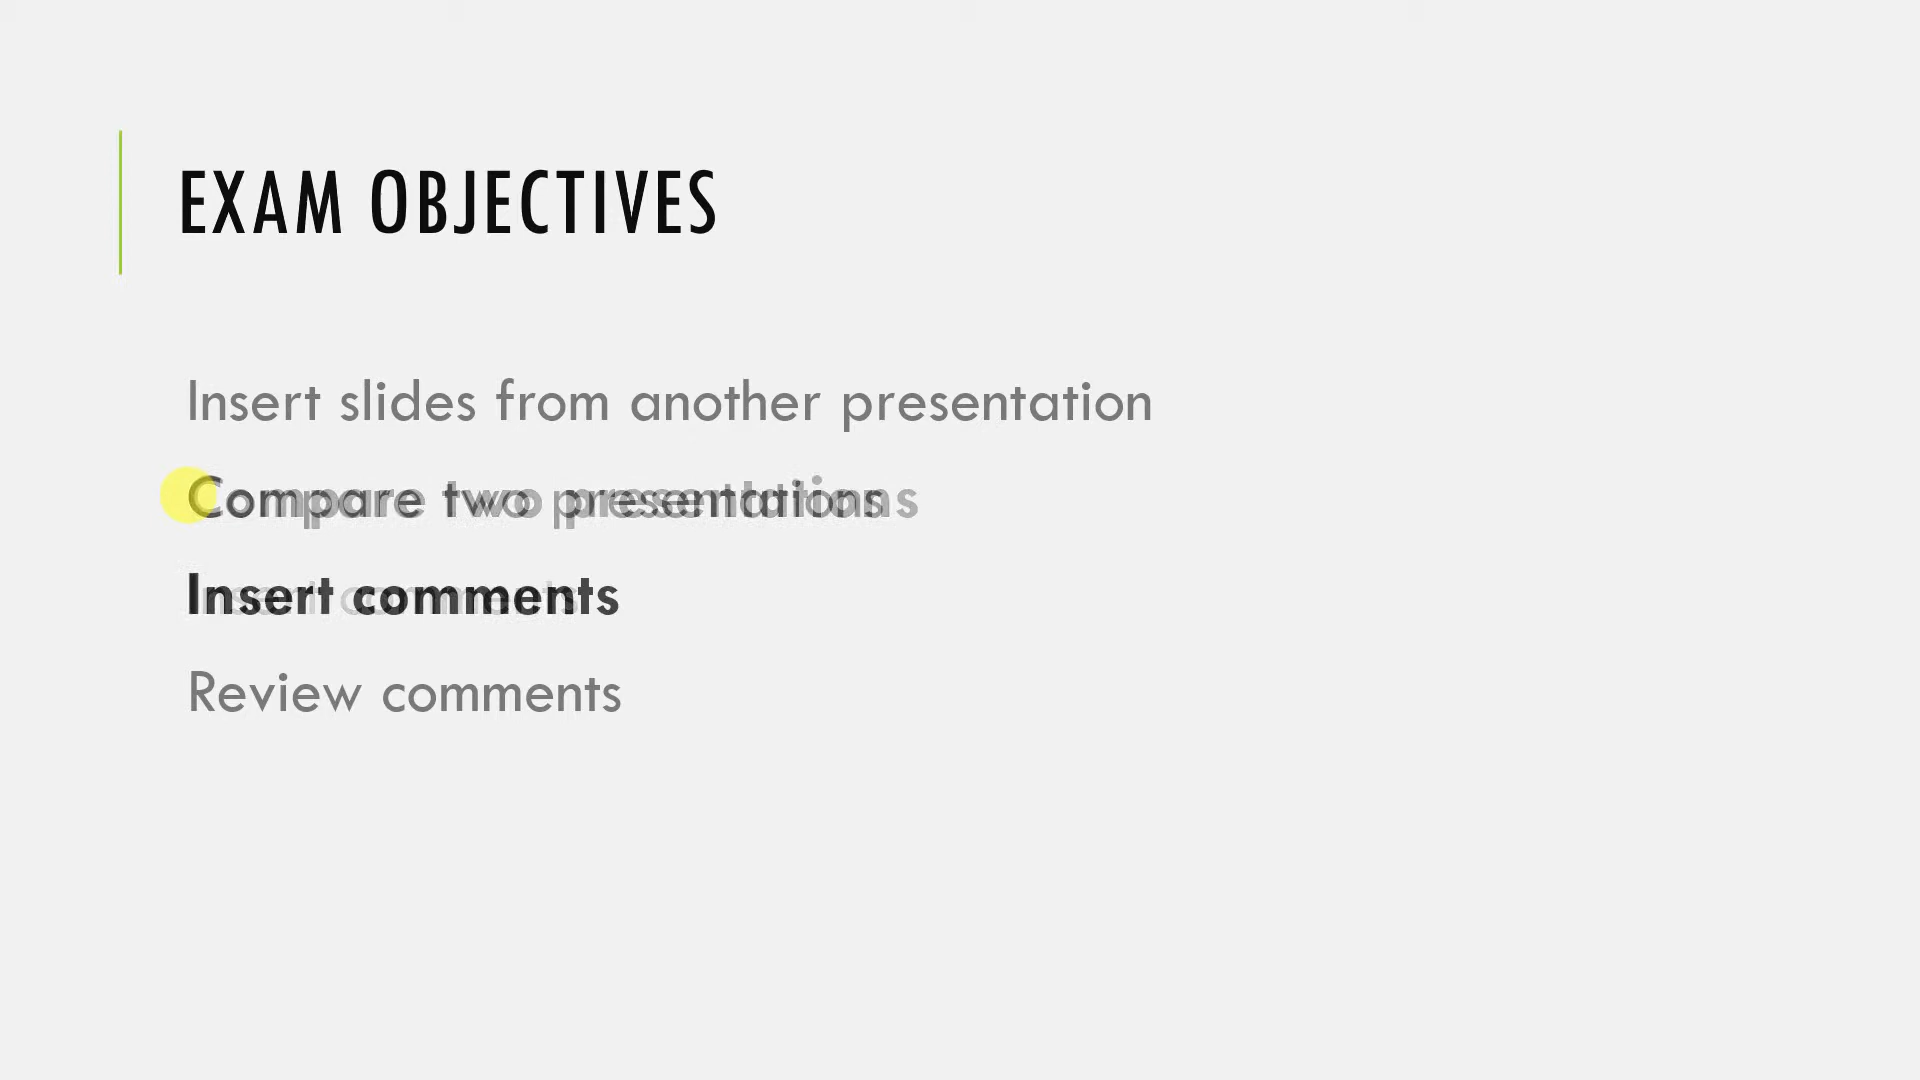 EXAM OBJECTIVES
Insert slides from another presentation
Compare two presentations
Insert comments
Review comments